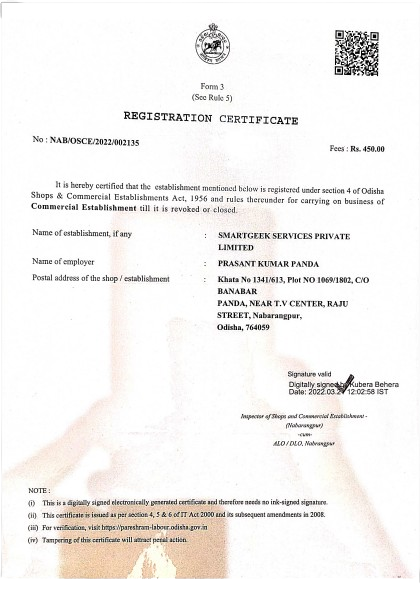 Form 3
(See Rule 5)
REGISTRATION CERTIFICATE
No : NAB/OSCE/2022/002135
Fees : Rs. 450.00
It is hereby certified that the establishment mentioned below is registered under section 4 of Odisha
Shops & Commercial Establishments Act, 1956 and rules thereunder for carrying on business of
Commercial Establishment till it is revoked or closed.
Name of establishment, if any : SMARTGEEK SERVICES PRIVATE
LIMITED
Name of employer : PRASANT KUMAR PANDA
Postal address of the shop / establishment : Khata No 1341/613, Plot NO 1069/1802, C/O
BANABAR
PANDA, NEAR T.V CENTER, RAJU
STREET, Nabarangpur,
Odisha, 764059
Signature valid
Digitally signed by Kubera Behera
Date: 2022.03.2 12:02:58 IST
Inspector of Shops and Commercial Establishment -
(Nabarangpur)
-cum-
ALO / DLO, Nabrangpur
NOTE :
(i) This is a digitally signed electronically generated certificate and therefore needs no ink-signed signature.
(ii) This certificate is issued as per section 4, 5 & 6 of IT Act 2000 and its subsequent amendments in 2008.
(iii) For verification, visit https://pareshram-labour.odisha.gov.in
(iv) Tampering of this certificate will attract penal action.